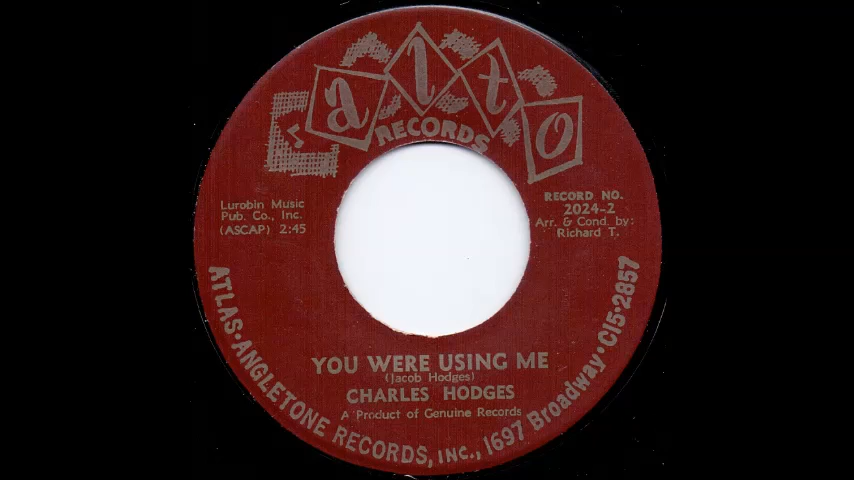 alto
RECORDS
Lurobin Music
Pub. Co., Inc.
(ASCAP) 2:45
RECORD NO.
2024-2
Arr. & Cond. by:
Richard T.
YOU WERE USING ME
(Jacob Hodges)
CHARLES HODGES
A Product of Genuine Records
ATLAS·ANGLETONE RECORDS, INC., 1697 Broadway·CI5·2857